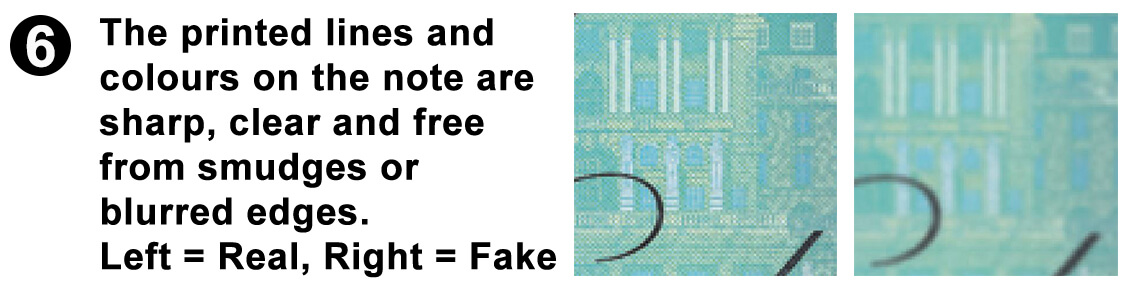 6
The printed lines and
colours on the note are
sharp, clear and free
from smudges or
blurred edges.
Left = Real, Right = Fake